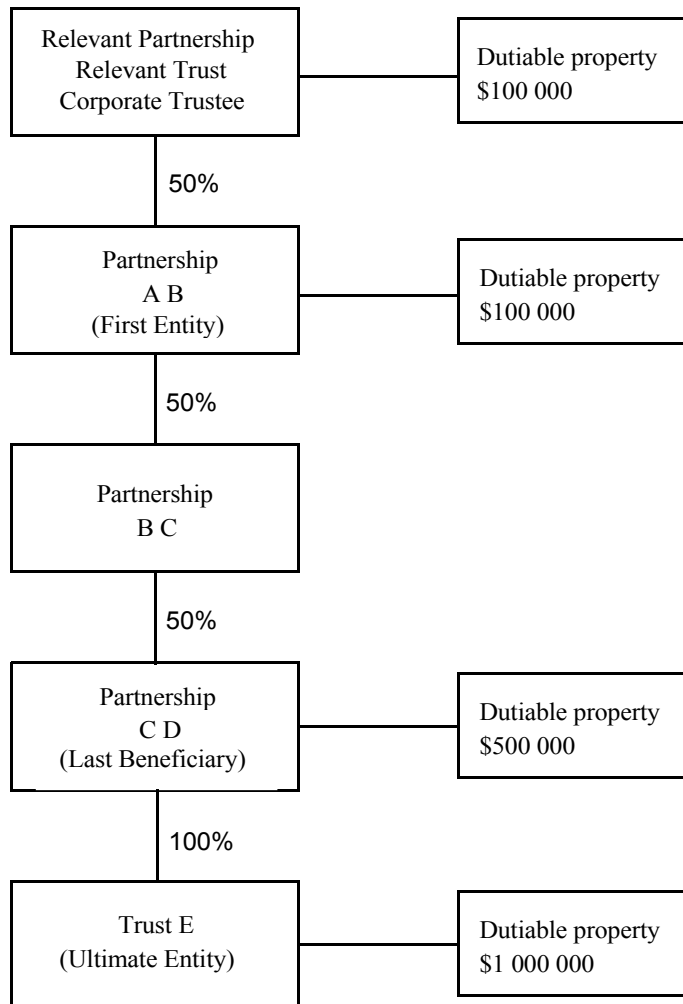 Relevant Partnership
Relevant Trust
Corporate Trustee
Dutiable property
$100 000
50%
Partnership
A B
(First Entity)
Dutiable property
$100 000
50%
Partnership
B C
50%
Partnership
C D
(Last Beneficiary)
Dutiable property
$500 000
100%
Trust E
(Ultimate Entity)
Dutiable property
$1 000 000